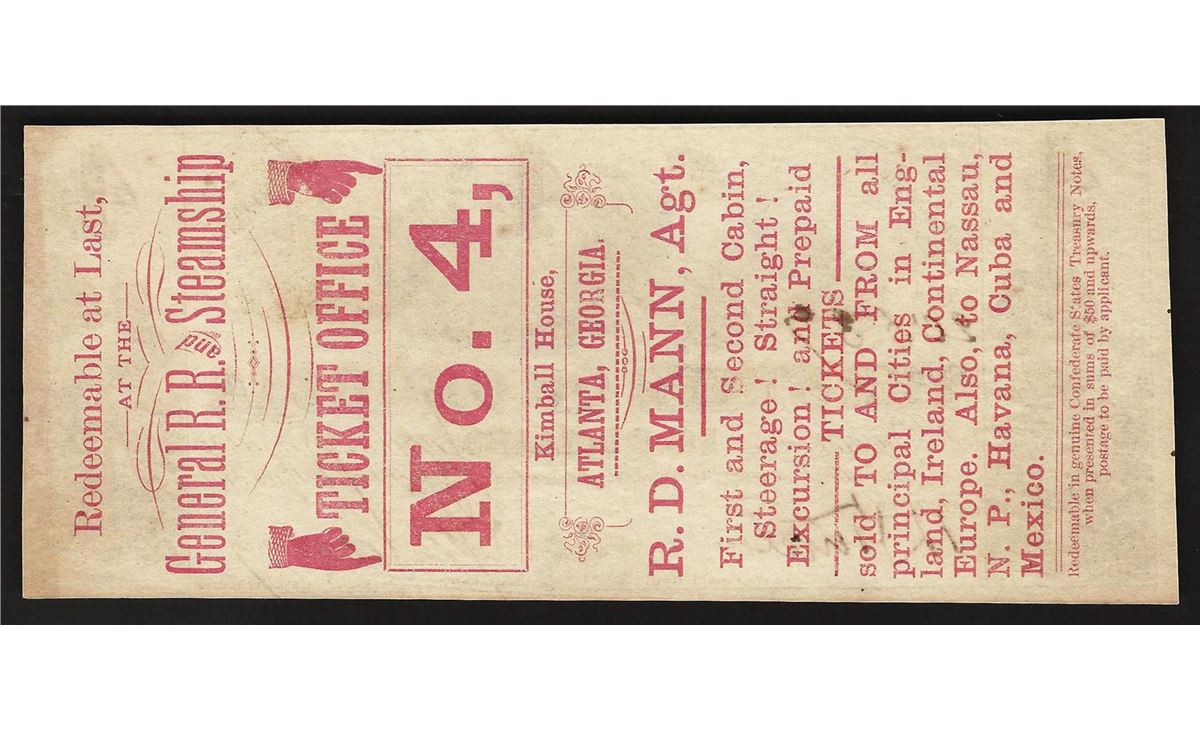 Redeemable at Last,
AT THE
General R.R. and Steamship
TICKET OFFICE
No. 4,
Kimball House,
ATLANTA, GEORGIA.
R. D. MANN, Agt.
First and Second Cabin,
Steerage! Straight!
Excursion! and Prepaid
TICKETS
sold TO AND FROM all
principal Cities in Eng-
land, Ireland, Continental
Europe. Also, to Nassau,
N. P., Havana, Cuba and
Mexico.
Redeemable in genuine Confederate States Treasury Notes,
when presented in sums of $50 and upwards,
postage to be paid by applicant.